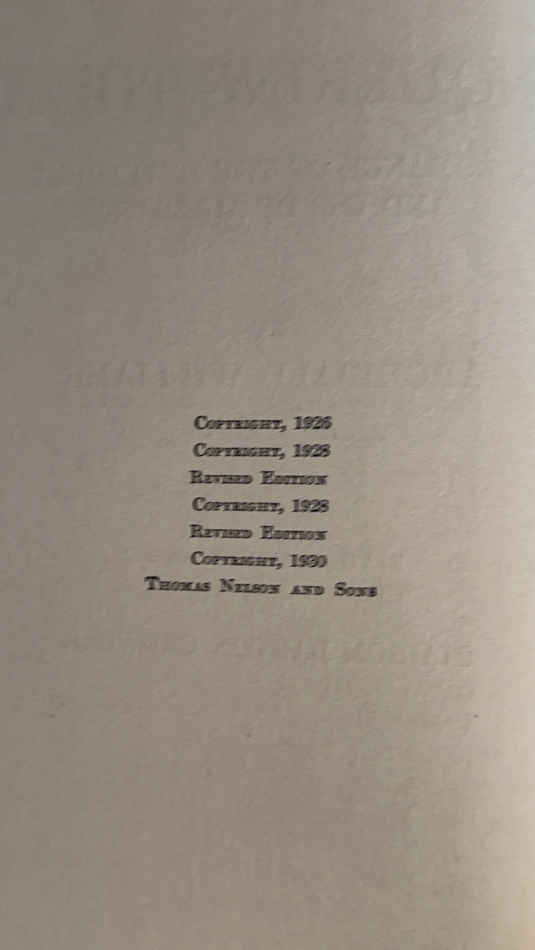 Copyright, 1926
Copyright, 1928
Revised Edition
Copyright, 1928
Revised Edition
Copyright, 1930
Thomas Nelson and Sons